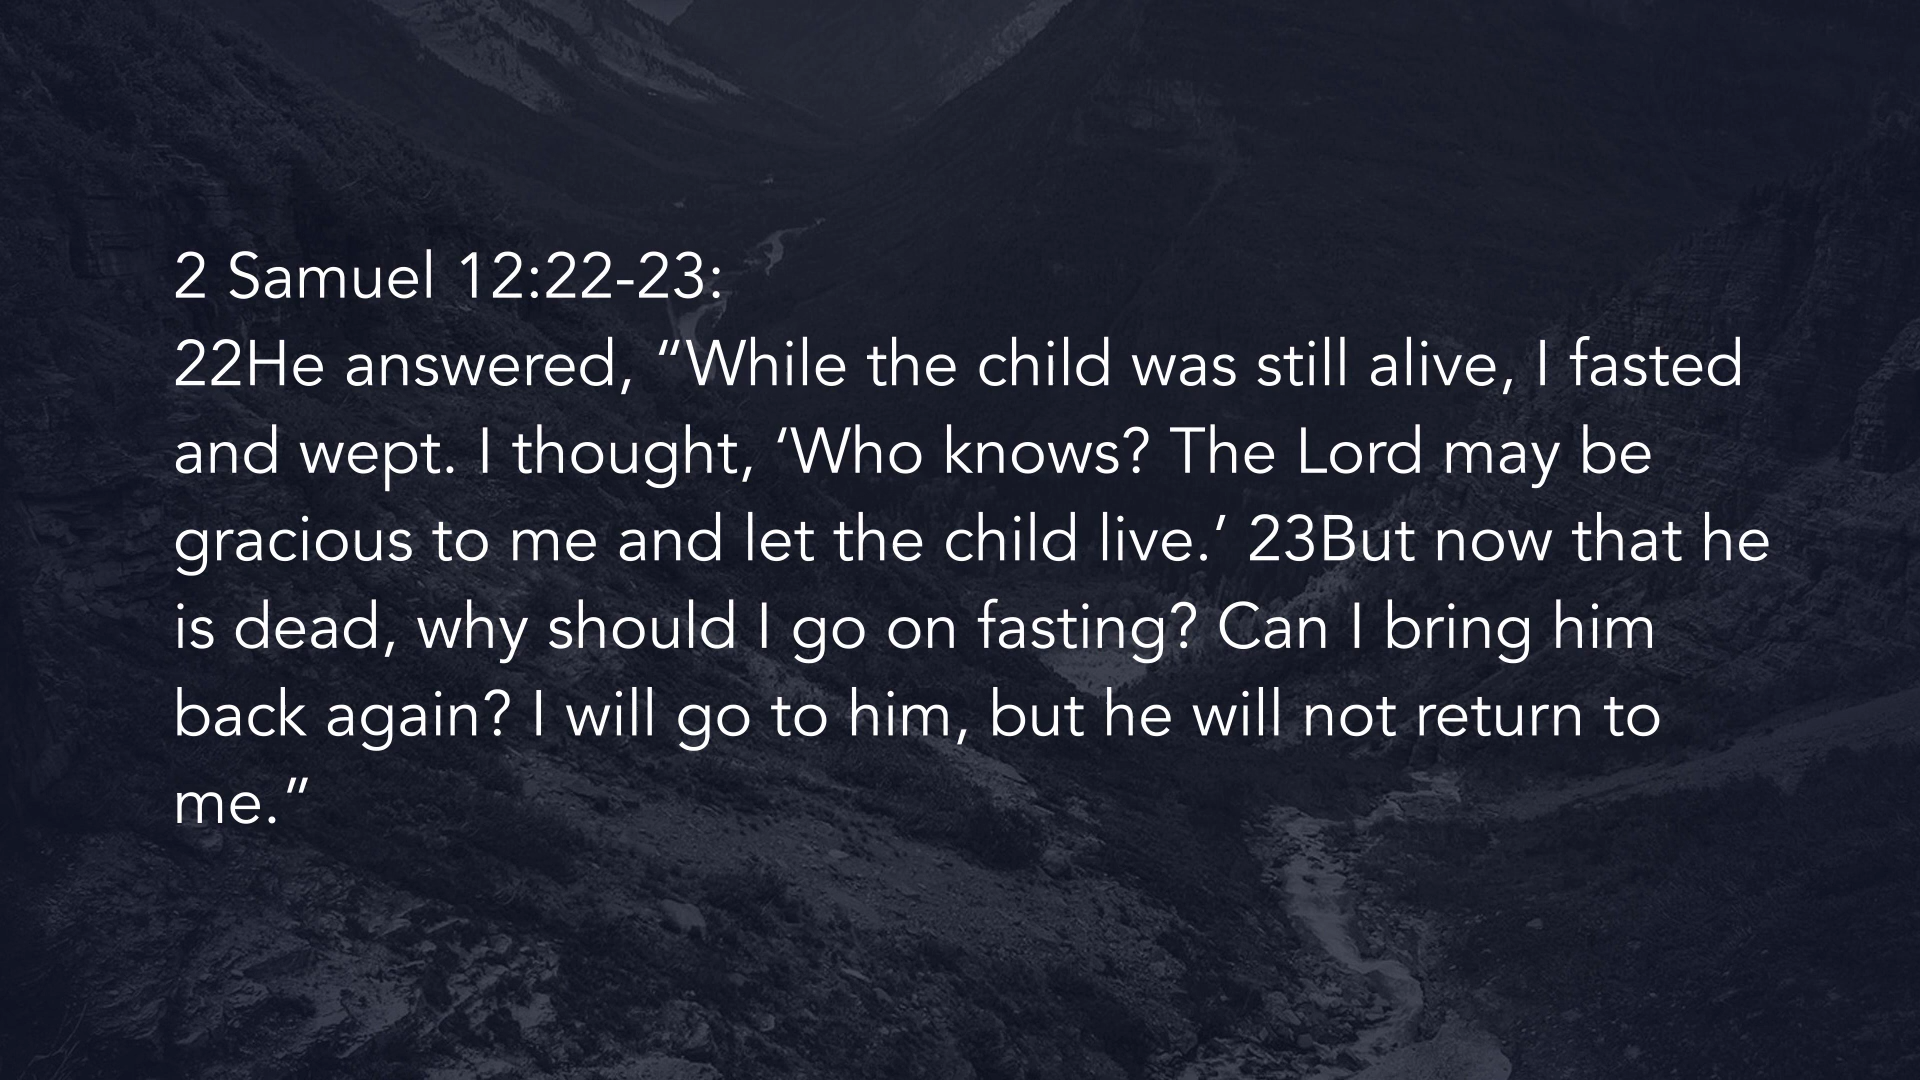 2 Samuel 12:22-23:
22He answered, “While the child was still alive, I fasted
and wept. I thought, ‘Who knows? The Lord may be
gracious to me and let the child live.’ 23But now that he
is dead, why should I go on fasting? Can I bring him
back again? I will go to him, but he will not return to
me.”